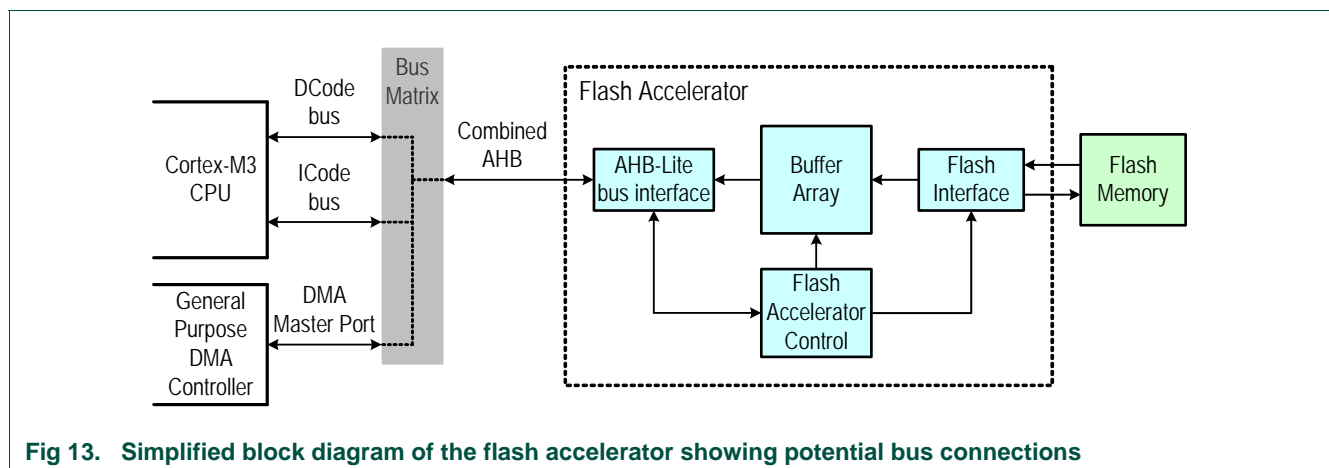 Bus
Matrix
DCode
bus
Cortex-M3
CPU
ICode
bus
General
Purpose
DMA
Controller
DMA
Master Port
Combined
AHB
Flash Accelerator
AHB-Lite
bus interface
Buffer
Array
Flash
Interface
Flash
Memory
Flash
Accelerator
Control
Fig 13. Simplified block diagram of the flash accelerator showing potential bus connections